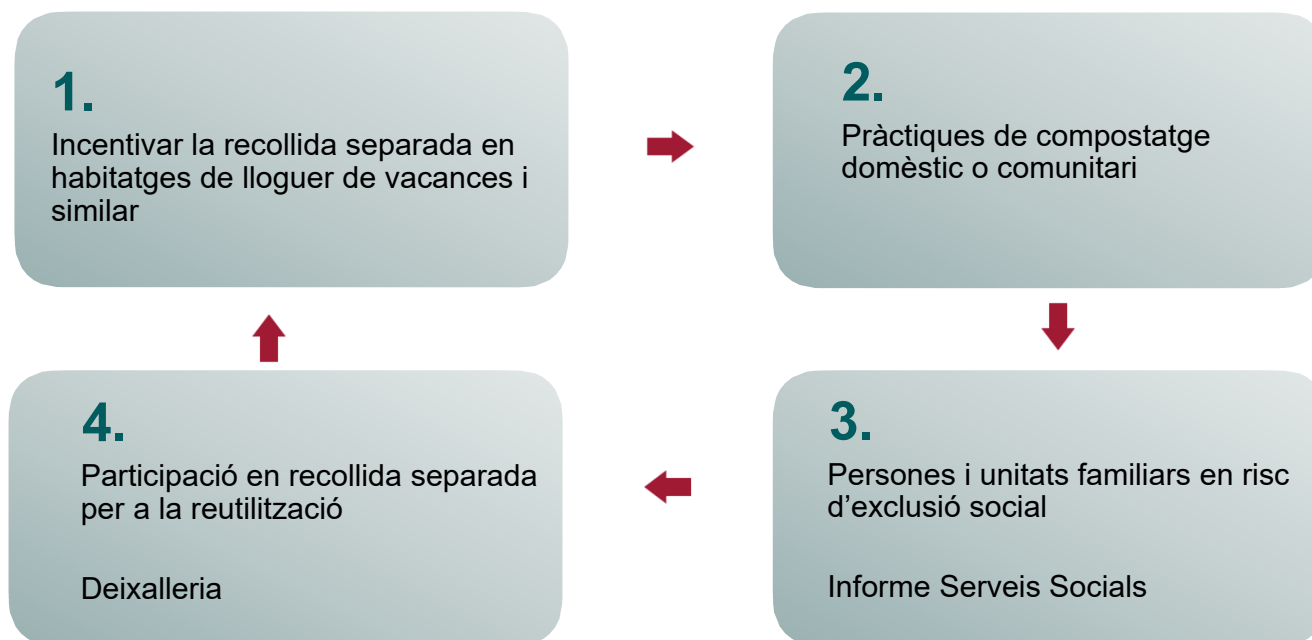 1.
Incentivar la recollida separada en
habitatges de lloguer de vacances i
similar
2.
Pràctiques de compostatge
domèstic o comunitari
3.
Persones i unitats familiars en risc
d’exclusió social
Informe Serveis Socials
4.
Participació en recollida separada
per a la reutilització
Deixalleria